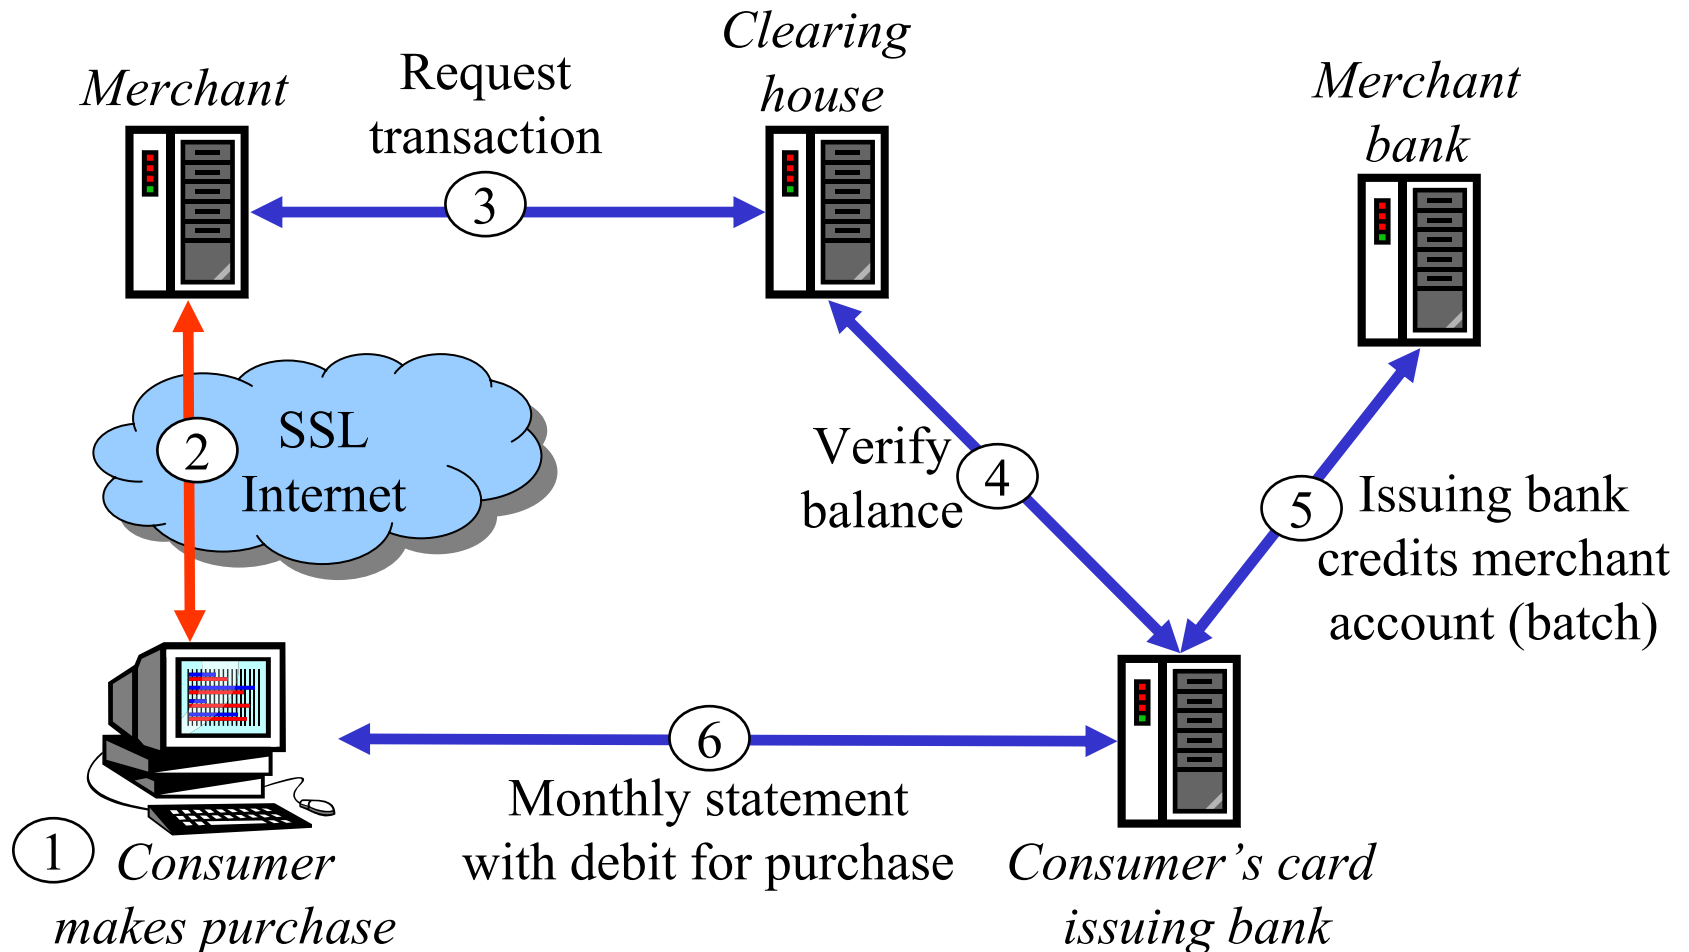 Merchant
Request
transaction
3
Clearing
house
Merchant
bank
2
SSL
Internet
Verify
balance
4
5
Issuing bank
credits merchant
account (batch)
6
Monthly statement
with debit for purchase
1
Consumer
makes purchase
Consumer’s card
issuing bank